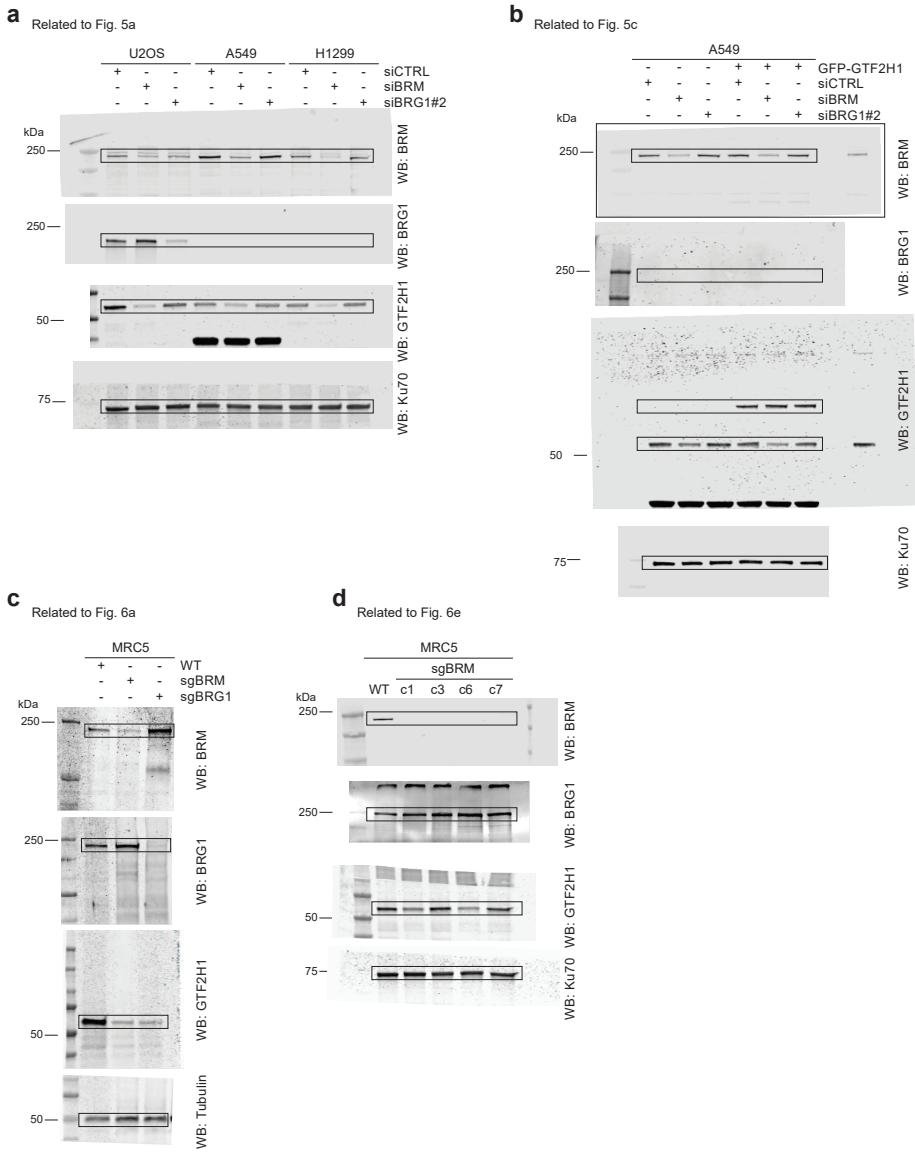 a
Related to Fig. 5a
U2OS A549 H1299
+ - - + - - + - - siCTRL
- + - - + - - + - siBRM
- - + - - + - - + siBRG1#2
kDa
250
WB: BRM
250
WB: BRG1
50
WB: GTF2H1
75
WB: Ku70
b
Related to Fig. 5c
A549
- - - + + + GFP-GTF2H1
+ - - + - - siCTRL
- + - - + - siBRM
- - + - - + siBRG1#2
kDa
250
WB: BRM
250
WB: BRG1
50
WB: GTF2H1
75
WB: Ku70
c
Related to Fig. 6a
MRC5
+ - - WT
- + - sgBRM
- - + sgBRG1
kDa
250
WB: BRM
250
WB: BRG1
50
WB: GTF2H1
50
WB: Tubulin
d
Related to Fig. 6e
MRC5
sgBRM
WT c1 c3 c6 c7
kDa
250
WB: BRM
250
WB: BRG1
50
WB: GTF2H1
75
WB: Ku70